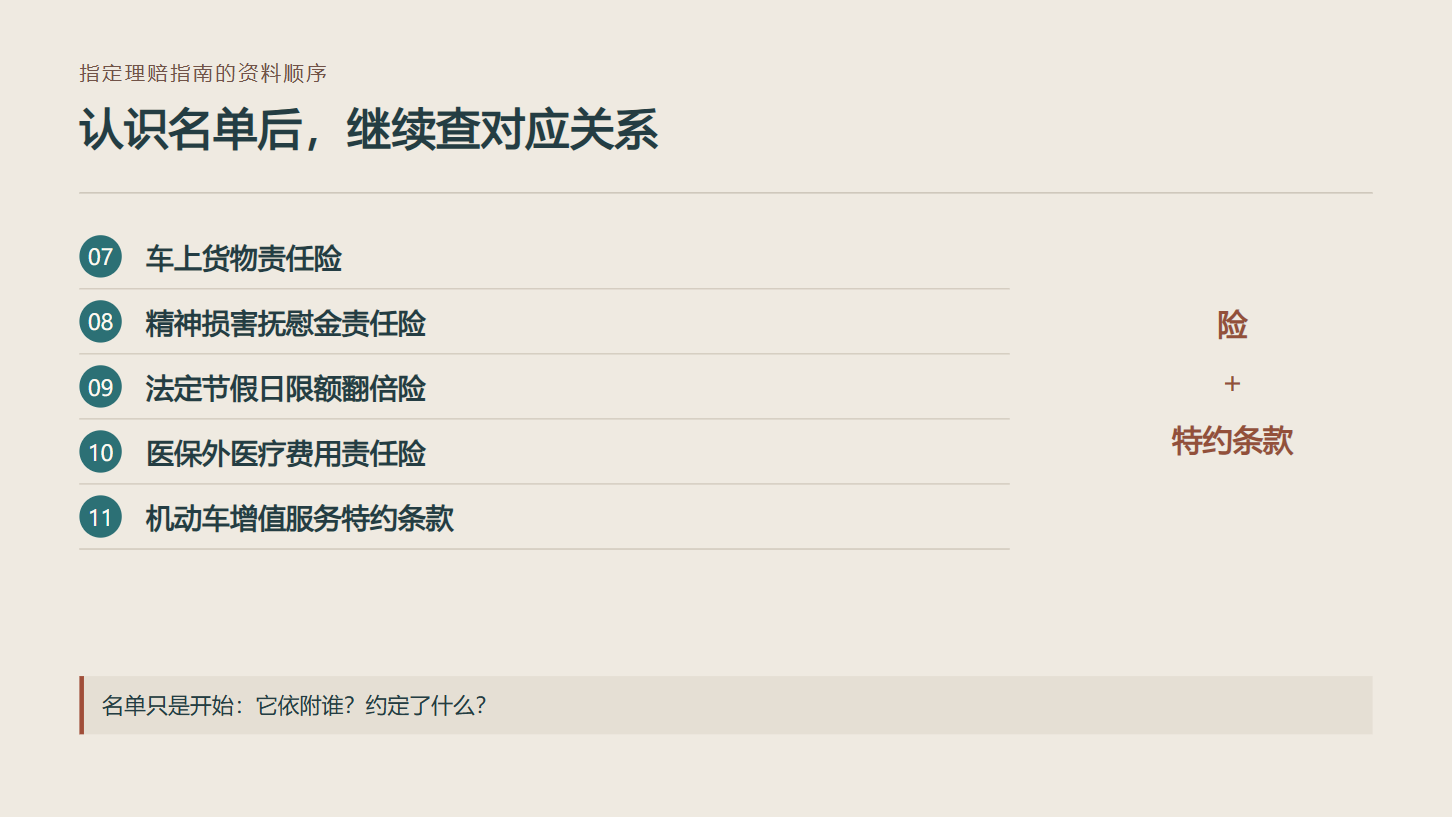 指定理赔指南的资料顺序
认识名单后，继续查对应关系
07 车上货物责任险
08 精神损害抚慰金责任险
09 法定节假日限额翻倍险
10 医保外医疗费用责任险
11 机动车增值服务特约条款
险
+
特约条款
名单只是开始：它依附谁？约定了什么？